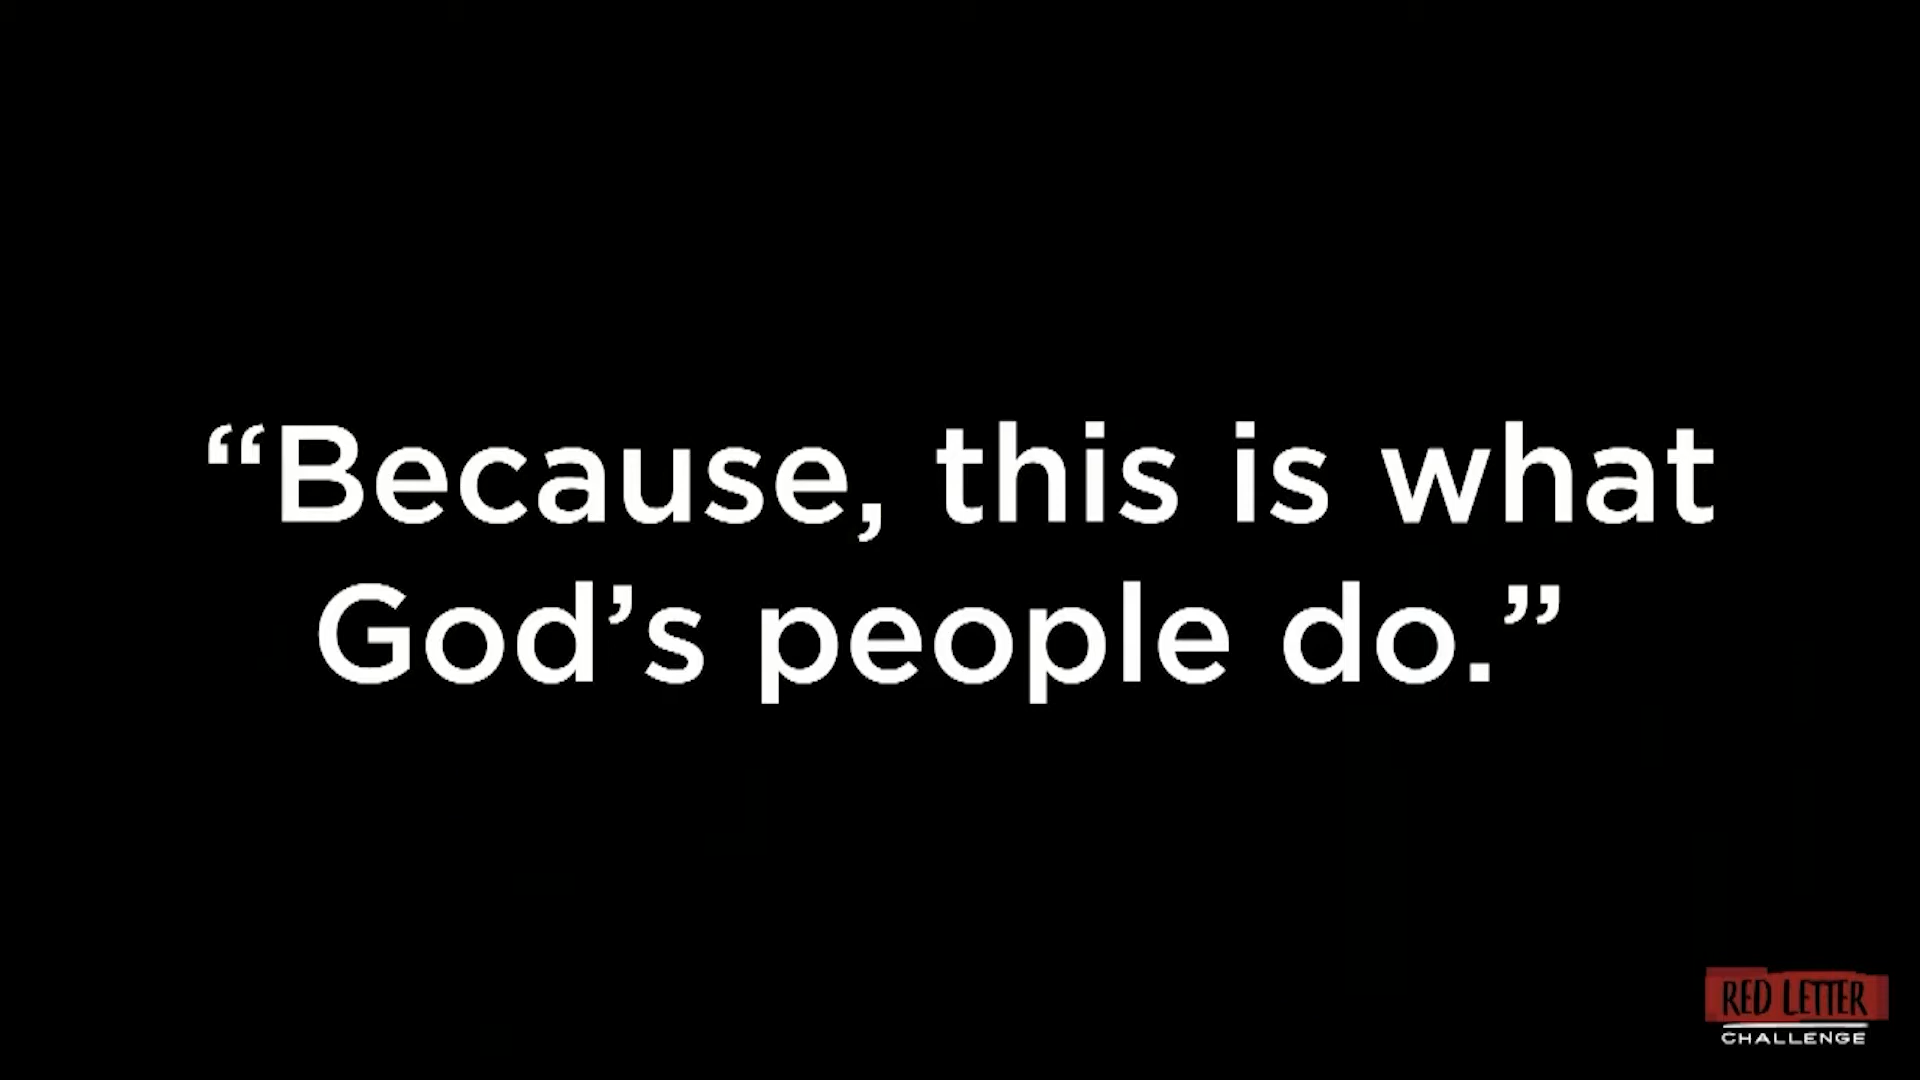 “Because, this is what
God’s people do.”
RED LETTER
CHALLENGE